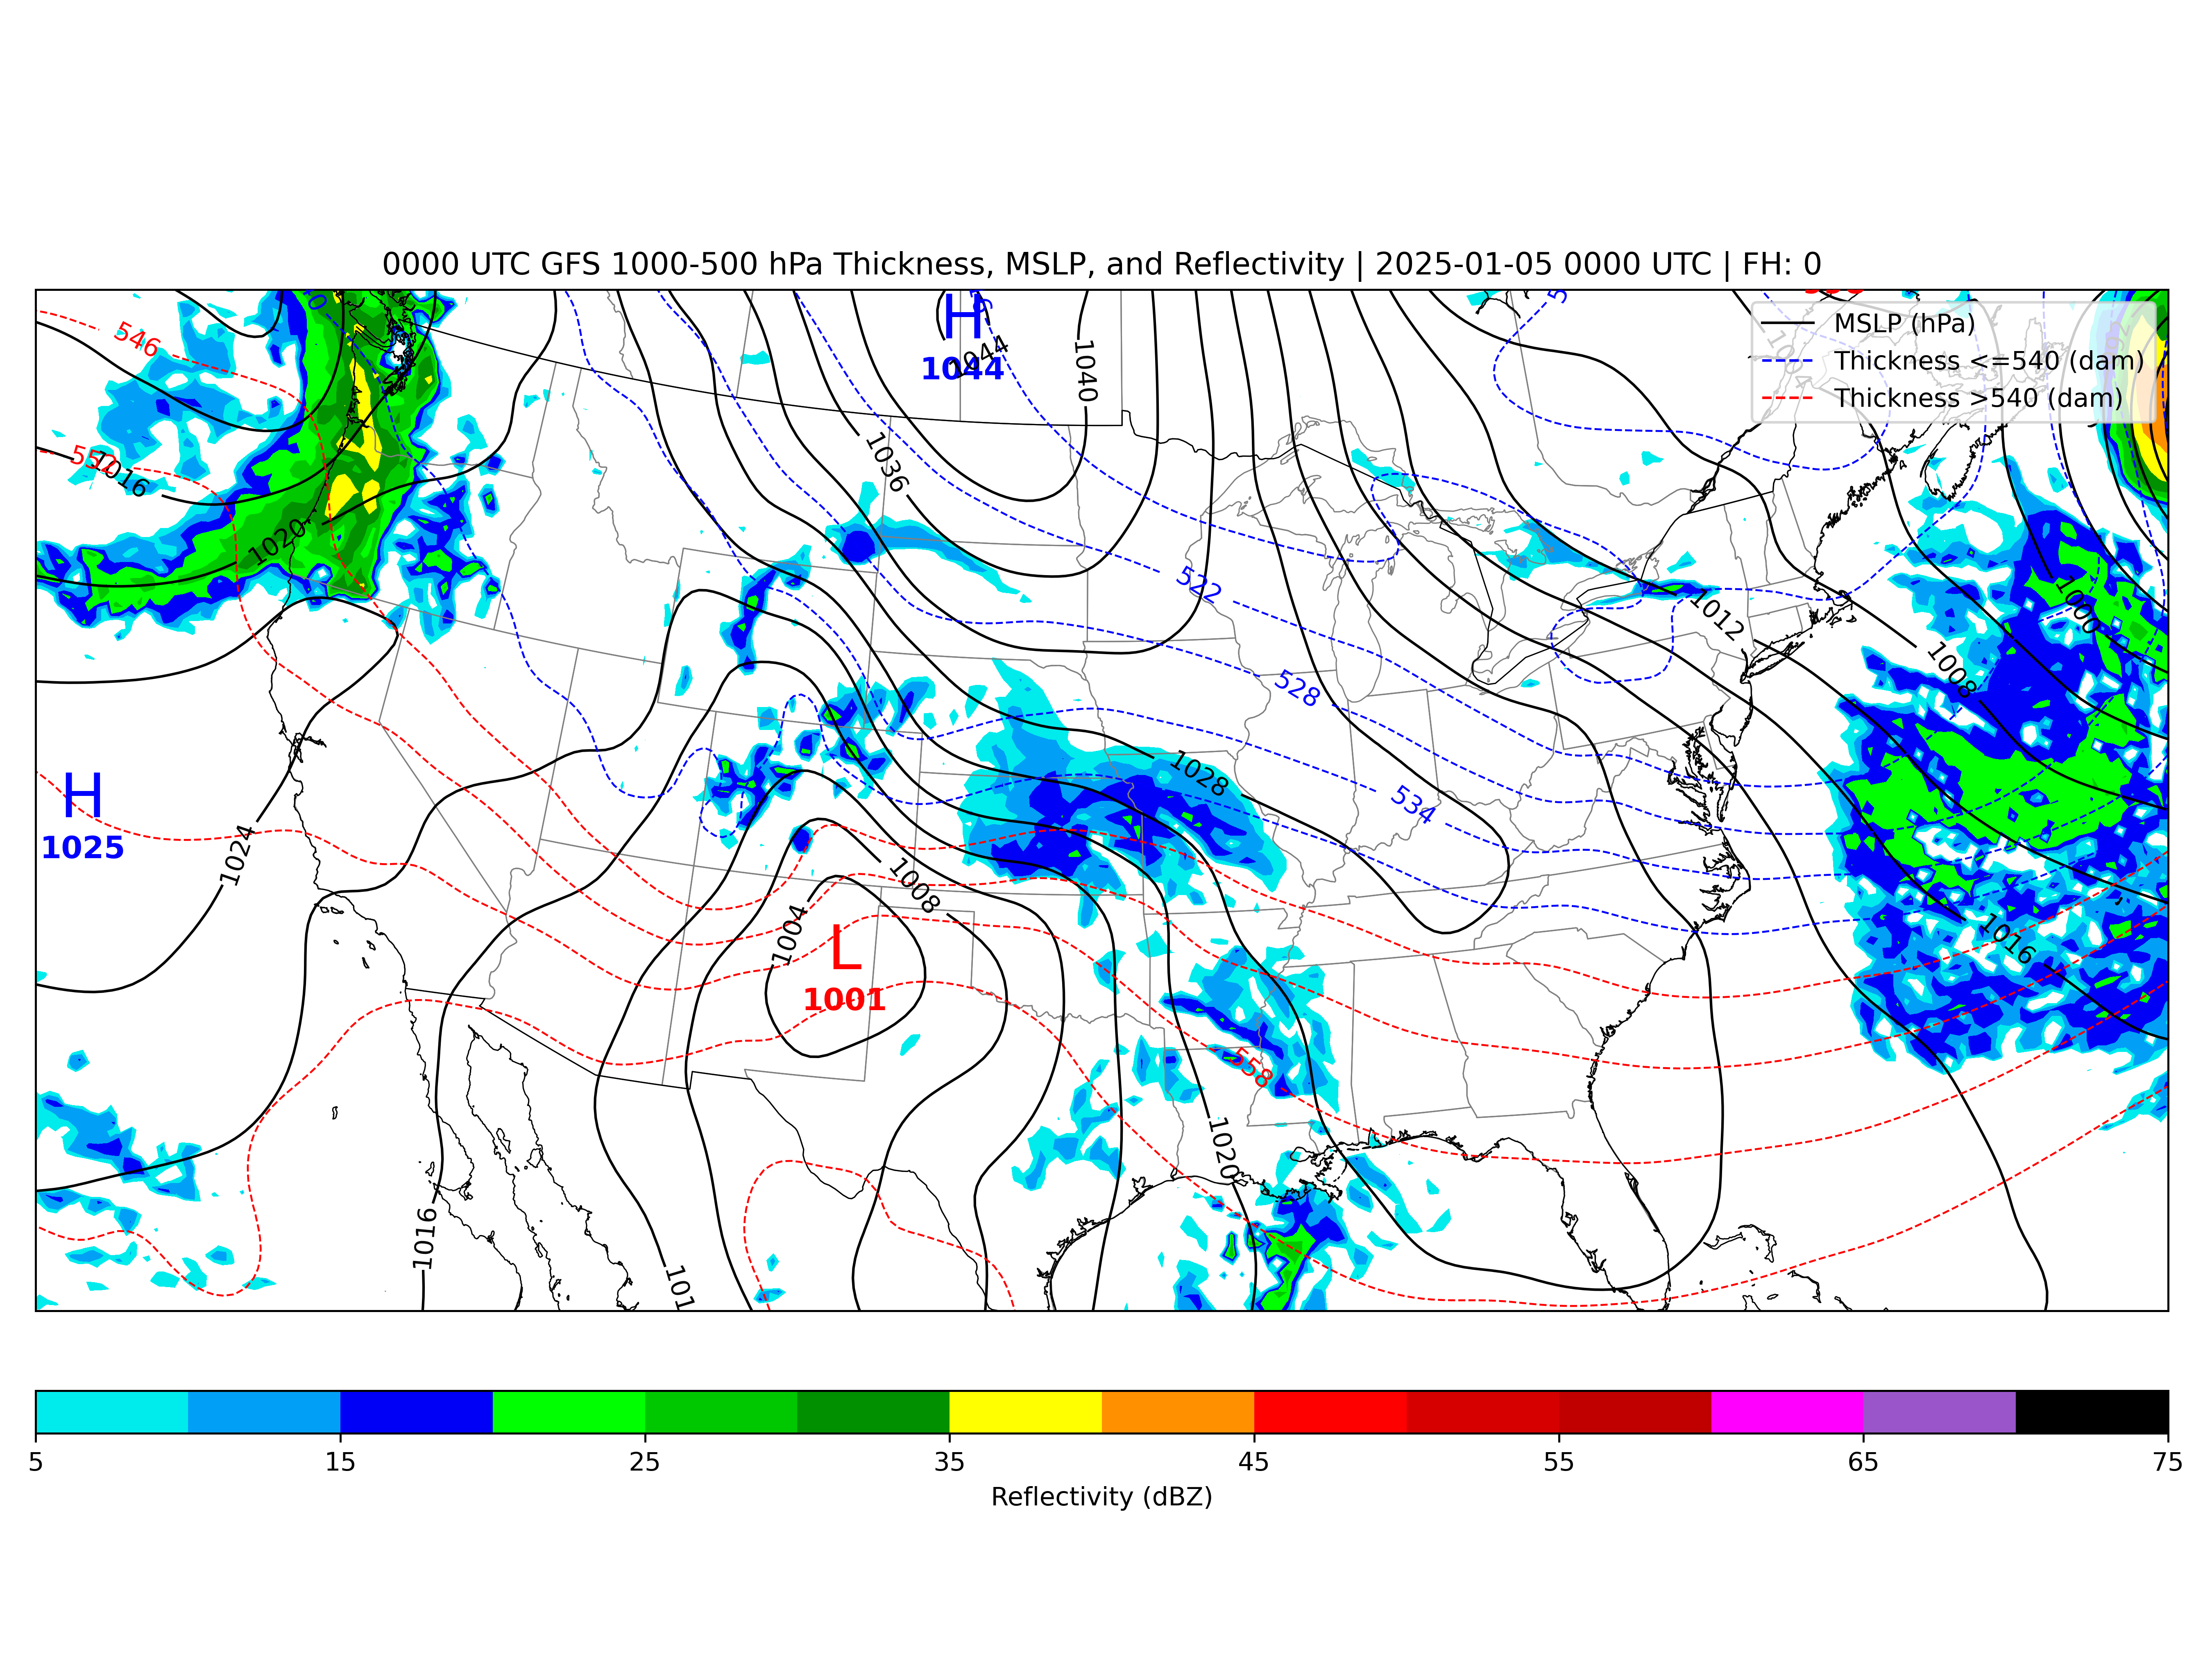 0000 UTC GFS 1000-500 hPa Thickness, MSLP, and Reflectivity | 2025-01-05 0000 UTC | FH: 0
MSLP (hPa)
Thickness <=540 (dam)
Thickness >540 (dam)
H
1044
1044
1040
546
552
1016
1036
1020
522
1012
1000
1008
528
1028
534
H
1025
1024
1008
1004
L
1001
1016
558
1020
1016
101
5 15 25 35 45 55 65 75
Reflectivity (dBZ)